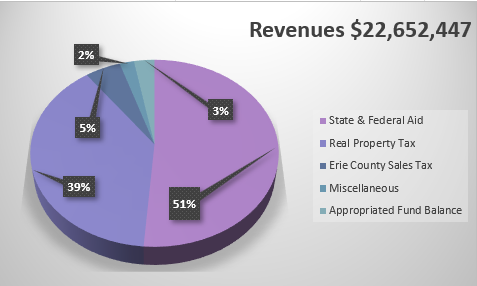 Revenues $22,652,447
2%
3%
5%
39%
51%
State & Federal Aid
Real Property Tax
Erie County Sales Tax
Miscellaneous
Appropriated Fund Balance